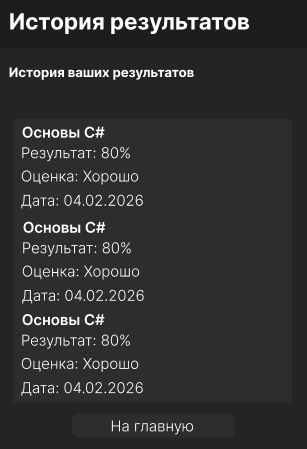 История результатов
История ваших результатов
Основы C#
Результат: 80%
Оценка: Хорошо
Дата: 04.02.2026
Основы C#
Результат: 80%
Оценка: Хорошо
Дата: 04.02.2026
Основы C#
Результат: 80%
Оценка: Хорошо
Дата: 04.02.2026
На главную